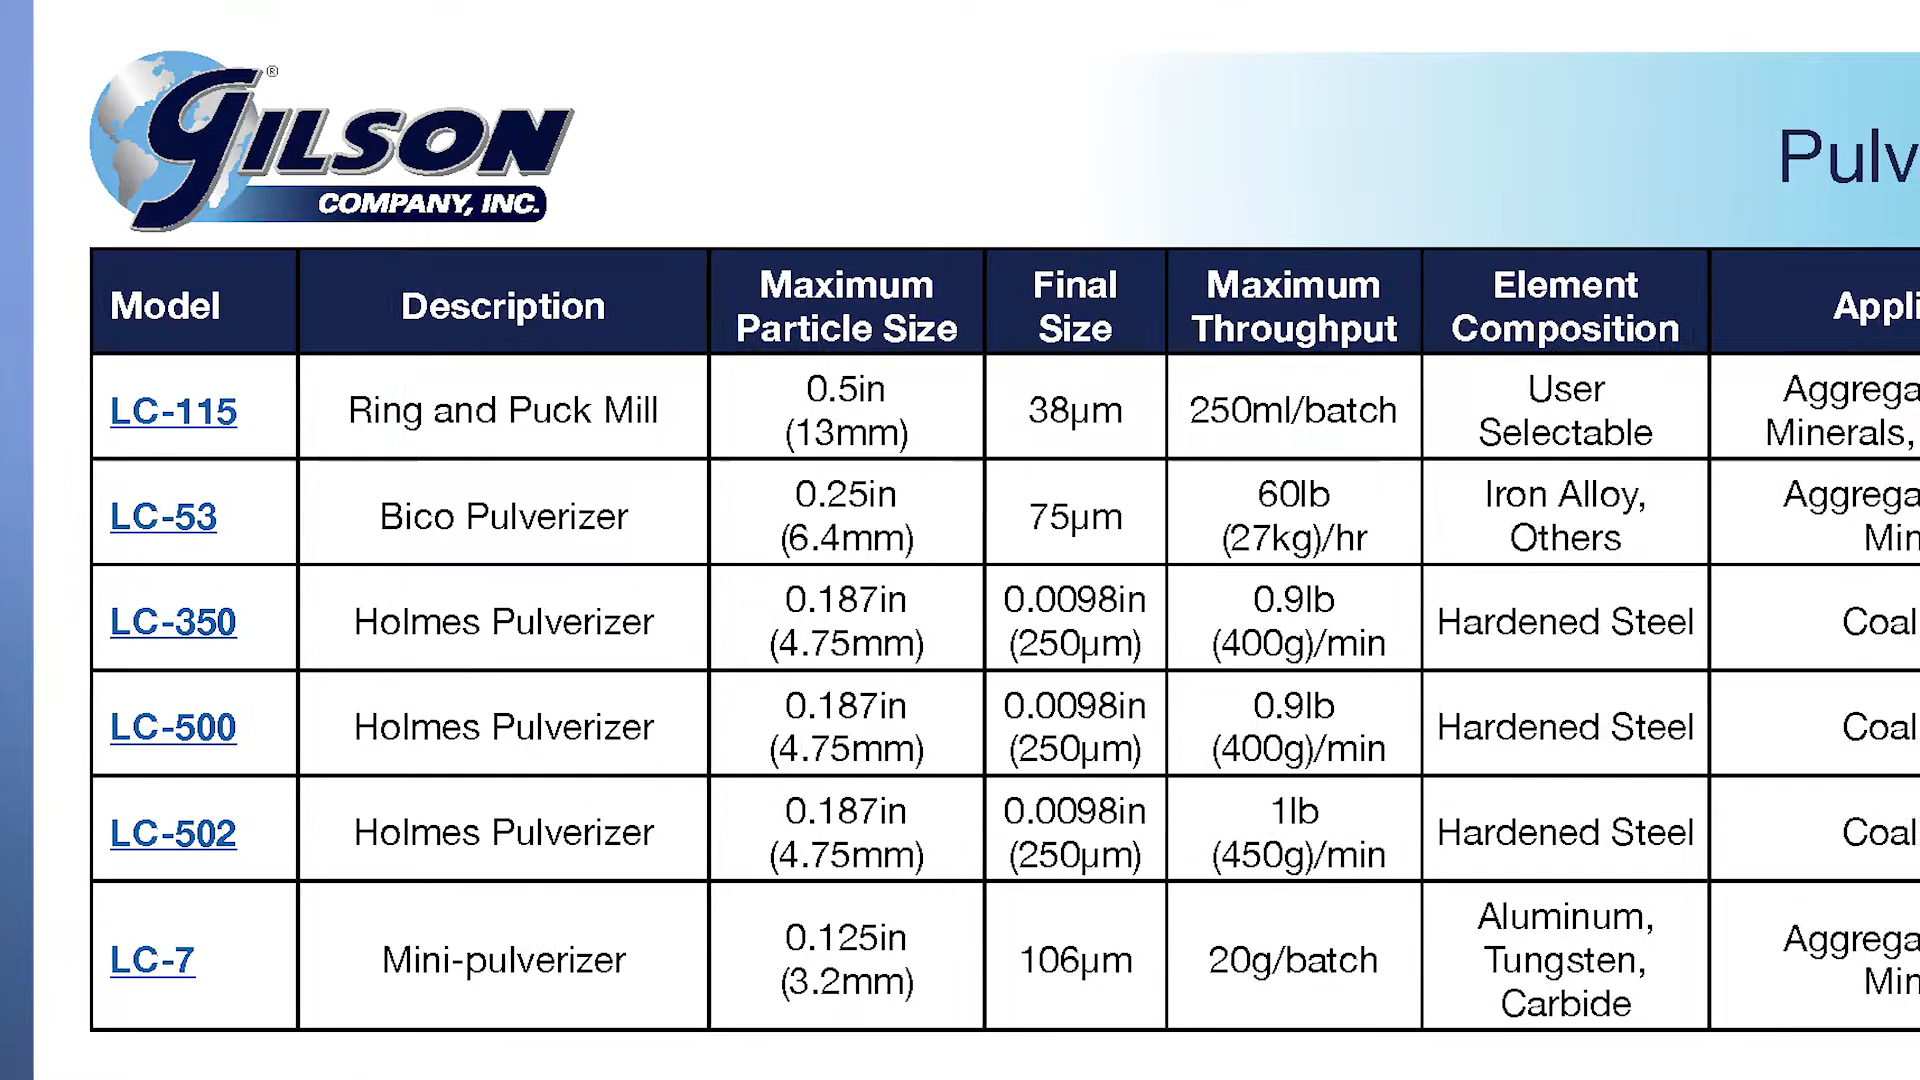 GILSON®
COMPANY, INC.
Model
Description
Maximum
Particle Size
Final
Size
Maximum
Throughput
Element
Composition
LC-115
Ring and Puck Mill
0.5in
(13mm)
38µm
250ml/batch
User
Selectable
Minerals,
LC-53
Bico Pulverizer
0.25in
(6.4mm)
75µm
60lb
(27kg)/hr
Iron Alloy,
Others
LC-350
Holmes Pulverizer
0.187in
(4.75mm)
0.0098in
(250µm)
0.9lb
(400g)/min
Hardened Steel
Coal
LC-500
Holmes Pulverizer
0.187in
(4.75mm)
0.0098in
(250µm)
0.9lb
(400g)/min
Hardened Steel
Coal
LC-502
Holmes Pulverizer
0.187in
(4.75mm)
0.0098in
(250µm)
1lb
(450g)/min
Hardened Steel
Coal
LC-7
Mini-pulverizer
0.125in
(3.2mm)
106µm
20g/batch
Aluminum,
Tungsten,
Carbide